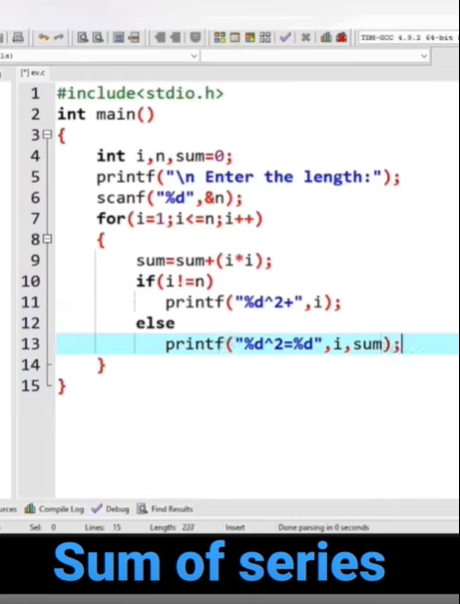 TDM-GCC 4.9.2 64-bit
[*] ev.c
1 #include<stdio.h>
2 int main()
3 {
4 int i,n,sum=0;
5 printf("\n Enter the length:");
6 scanf("%d",&n);
7 for(i=1;i<=n;i++)
8 {
9 sum=sum+(i*i);
10 if(i!=n)
11 printf("%d^2+",i);
12 else
13 printf("%d^2=%d",i,sum);
14 }
15 }
Compile Log Debug Find Results
Sel: 0 Lines: 15 Length: 227 Insert Done parsing in 0 seconds
Sum of series